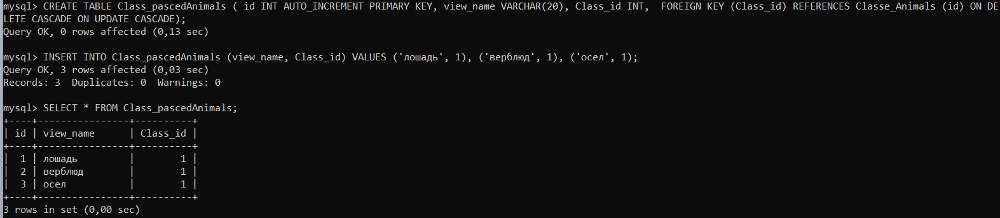 mysql> CREATE TABLE Class_pascedAnimals ( id INT AUTO_INCREMENT PRIMARY KEY, view_name VARCHAR(20), Class_id INT,  FOREIGN KEY (Class_id) REFERENCES Classe_Animals (id) ON DE
LETE CASCADE ON UPDATE CASCADE);
Query OK, 0 rows affected (0,13 sec)

mysql> INSERT INTO Class_pascedAnimals (view_name, Class_id) VALUES ('лошадь', 1), ('верблюд', 1), ('осел', 1);
Query OK, 3 rows affected (0,03 sec)
Records: 3  Duplicates: 0  Warnings: 0

mysql> SELECT * FROM Class_pascedAnimals;
+----+----------------+----------+
| id | view_name      | Class_id |
+----+----------------+----------+
|  1 | лошадь         |        1 |
|  2 | верблюд        |        1 |
|  3 | осел           |        1 |
+----+----------------+----------+
3 rows in set (0,00 sec)